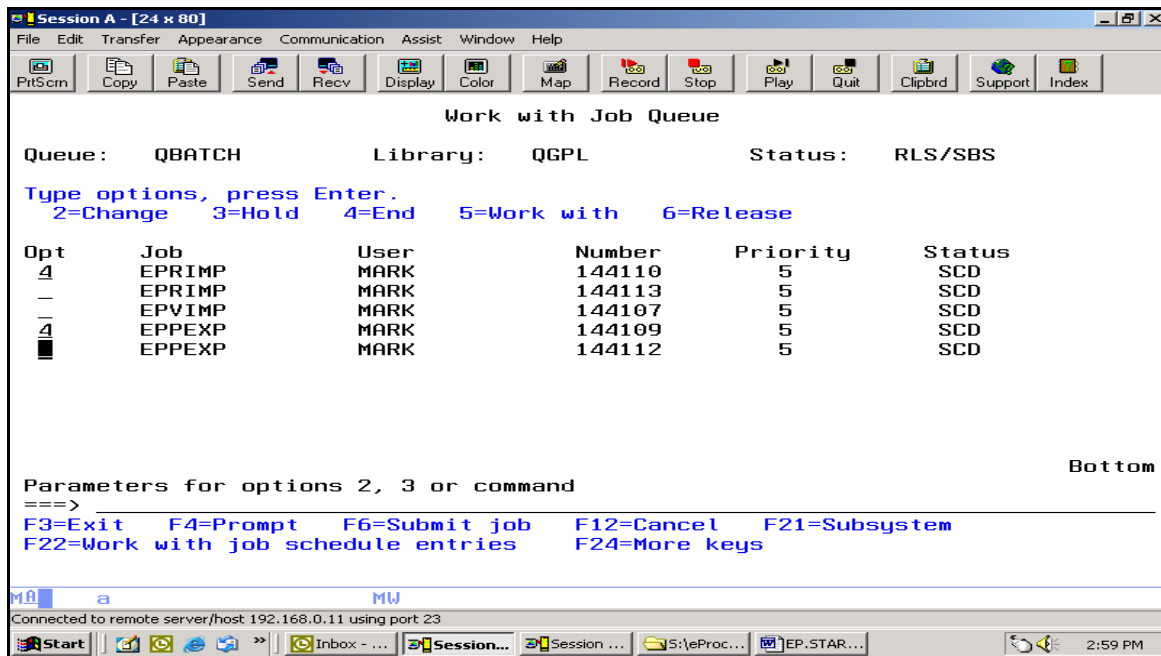 Session A - [24 x 80]
File Edit Transfer Appearance Communication Assist Window Help
PrtScrn Copy Paste Send Recv Display Color Map Record Stop Play Quit Clipbrd Support Index
Work with Job Queue
Queue: QBATCH Library: QGPL Status: RLS/SBS
Type options, press Enter.
2=Change 3=Hold 4=End 5=Work with 6=Release
Opt Job User Number Priority Status
4 EPRIMP MARK 144110 5 SCD
_ EPRIMP MARK 144113 5 SCD
_ EPVIMP MARK 144107 5 SCD
4 EPPEXP MARK 144109 5 SCD
EPPEXP MARK 144112 5 SCD
Bottom
Parameters for options 2, 3 or command
===>
F3=Exit F4=Prompt F6=Submit job F12=Cancel F21=Subsystem
F22=Work with job schedule entries F24=More keys
MA a MW
Connected to remote server/host 192.168.0.11 using port 23
Start Inbox - ... Session... Session ... S:\eProc... EP.STAR... 2:59 PM